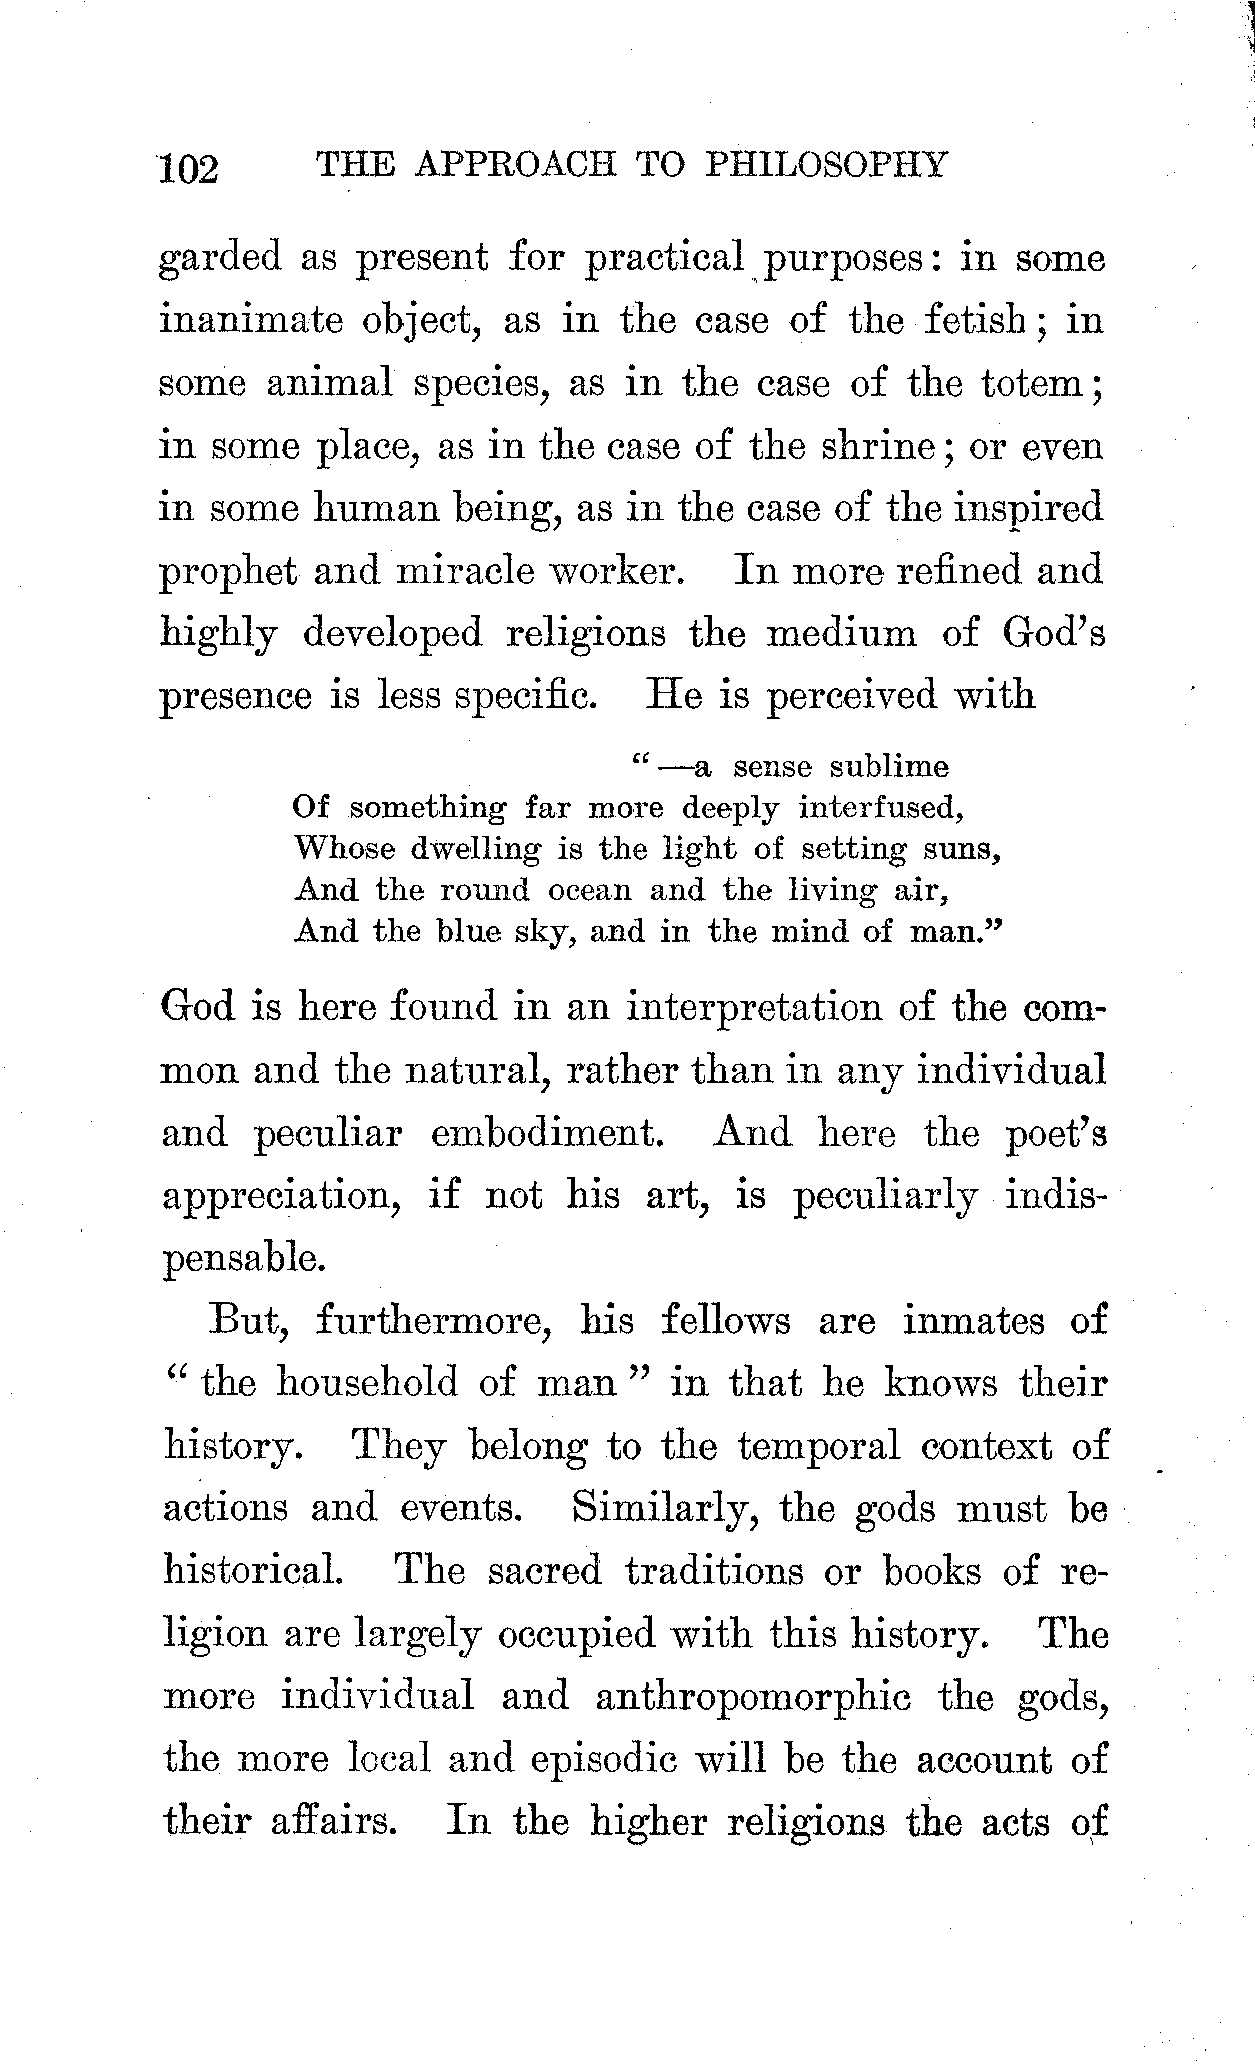 102 THE APPROACH TO PHILOSOPHY
garded as present for practical purposes: in some
inanimate object, as in the case of the fetish; in
some animal species, as in the case of the totem;
in some place, as in the case of the shrine; or even
in some human being, as in the case of the inspired
prophet and miracle worker. In more refined and
highly developed religions the medium of God's
presence is less specific. He is perceived with
"—a sense sublime
Of something far more deeply interfused,
Whose dwelling is the light of setting suns,
And the round ocean and the living air,
And the blue sky, and in the mind of man."
God is here found in an interpretation of the com-
mon and the natural, rather than in any individual
and peculiar embodiment. And here the poet's
appreciation, if not his art, is peculiarly indis-
pensable.
But, furthermore, his fellows are inmates of
"the household of man" in that he knows their
history. They belong to the temporal context of
actions and events. Similarly, the gods must be
historical. The sacred traditions or books of re-
ligion are largely occupied with this history. The
more individual and anthropomorphic the gods,
the more local and episodic will be the account of
their affairs. In the higher religions the acts of